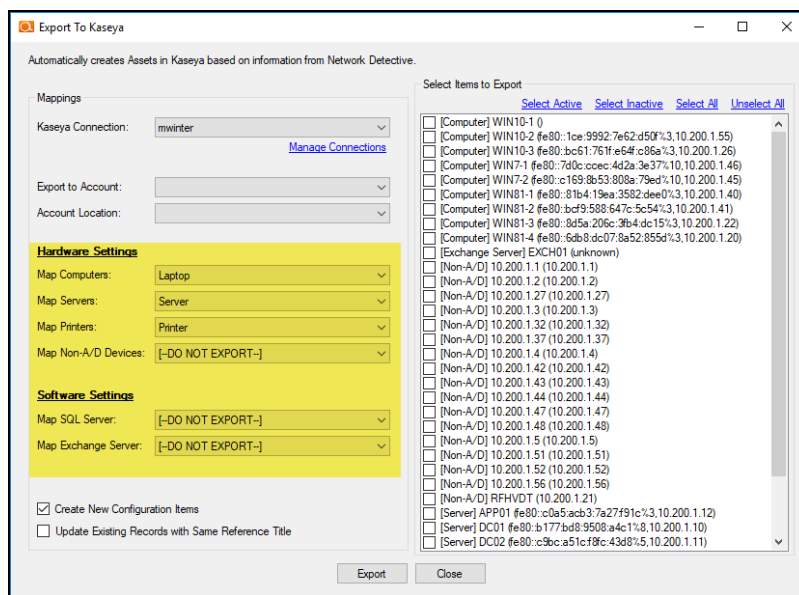 Export To Kaseya
Automatically creates Assets in Kaseya based on information from Network Detective.
Mappings
Kaseya Connection: mwinter
Manage Connections
Export to Account:
Account Location:
Hardware Settings
Map Computers: Laptop
Map Servers: Server
Map Printers: Printer
Map Non-A/D Devices: [--DO NOT EXPORT--]
Software Settings
Map SQL Server: [--DO NOT EXPORT--]
Map Exchange Server: [--DO NOT EXPORT--]
Create New Configuration Items
Update Existing Records with Same Reference Title
Select Items to Export
Select Active Select Inactive Select All Unselect All
[Computer] WIN10-1 ()
[Computer] WIN10-2 (fe80::1ce:9992:7e62:d50f%3,10.200.1.55)
[Computer] WIN10-3 (fe80::bc61:761f:e64f:c86a%3,10.200.1.26)
[Computer] WIN7-1 (fe80::7d0c:ccec:4d2a:3e37%10,10.200.1.46)
[Computer] WIN7-2 (fe80::c169:8b53:808a:79ed%10,10.200.1.45)
[Computer] WIN81-1 (fe80::81b4:19ea:3582:dee0%3,10.200.1.40)
[Computer] WIN81-2 (fe80::bcf9:588:647c:5c54%3,10.200.1.41)
[Computer] WIN81-3 (fe80::8d5a:206c:3fb4:dc15%3,10.200.1.22)
[Computer] WIN81-4 (fe80::6db8:dc07:8a52:855d%3,10.200.1.20)
[Exchange Server] EXCH01 (unknown)
[Non-A/D] 10.200.1.1 (10.200.1.1)
[Non-A/D] 10.200.1.2 (10.200.1.2)
[Non-A/D] 10.200.1.27 (10.200.1.27)
[Non-A/D] 10.200.1.3 (10.200.1.3)
[Non-A/D] 10.200.1.32 (10.200.1.32)
[Non-A/D] 10.200.1.37 (10.200.1.37)
[Non-A/D] 10.200.1.4 (10.200.1.4)
[Non-A/D] 10.200.1.42 (10.200.1.42)
[Non-A/D] 10.200.1.43 (10.200.1.43)
[Non-A/D] 10.200.1.44 (10.200.1.44)
[Non-A/D] 10.200.1.47 (10.200.1.47)
[Non-A/D] 10.200.1.48 (10.200.1.48)
[Non-A/D] 10.200.1.5 (10.200.1.5)
[Non-A/D] 10.200.1.51 (10.200.1.51)
[Non-A/D] 10.200.1.52 (10.200.1.52)
[Non-A/D] 10.200.1.56 (10.200.1.56)
[Non-A/D] RFHVDT (10.200.1.21)
[Server] APP01 (fe80::c0a5:acb3:7a27:f91c%3,10.200.1.12)
[Server] DC01 (fe80::b177:bd8:9508:a4c1%8,10.200.1.10)
[Server] DC02 (fe80::c9bc:a51c:f8fc:43d8%5,10.200.1.11)
Export Close